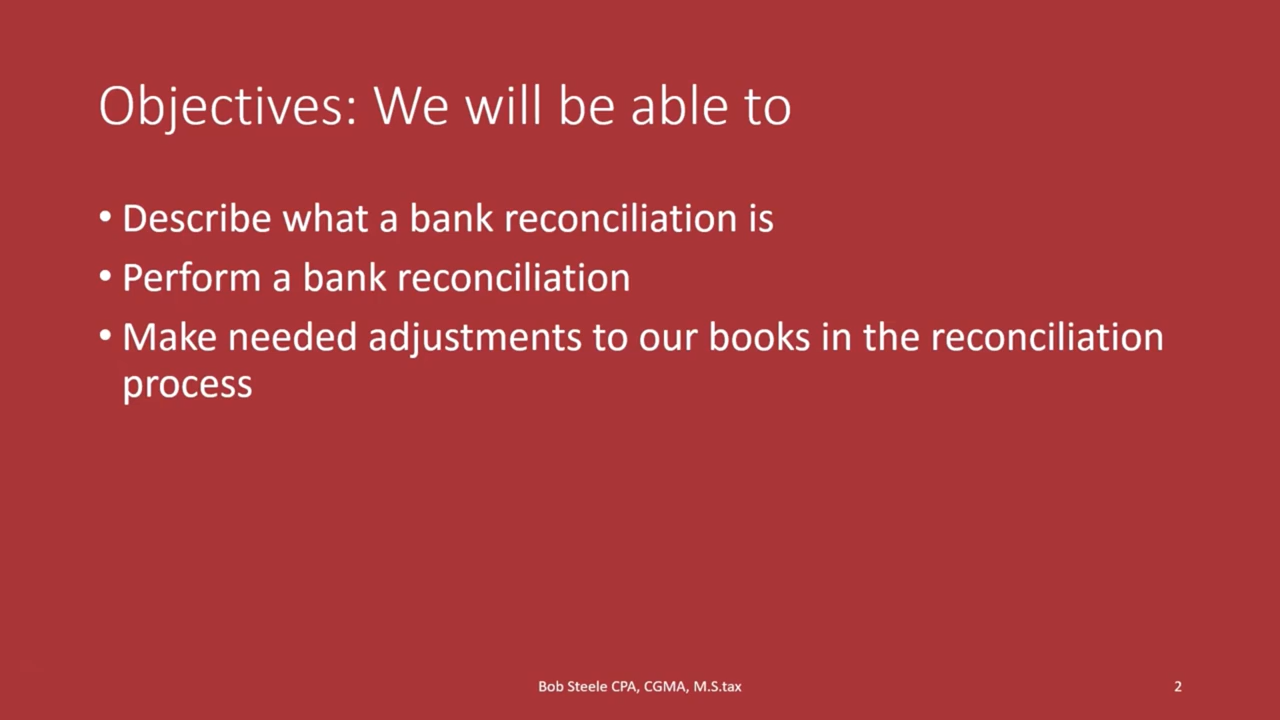 Objectives: We will be able to
• Describe what a bank reconciliation is
• Perform a bank reconciliation
• Make needed adjustments to our books in the reconciliation
process
Bob Steele CPA, CGMA, M.S.tax
2